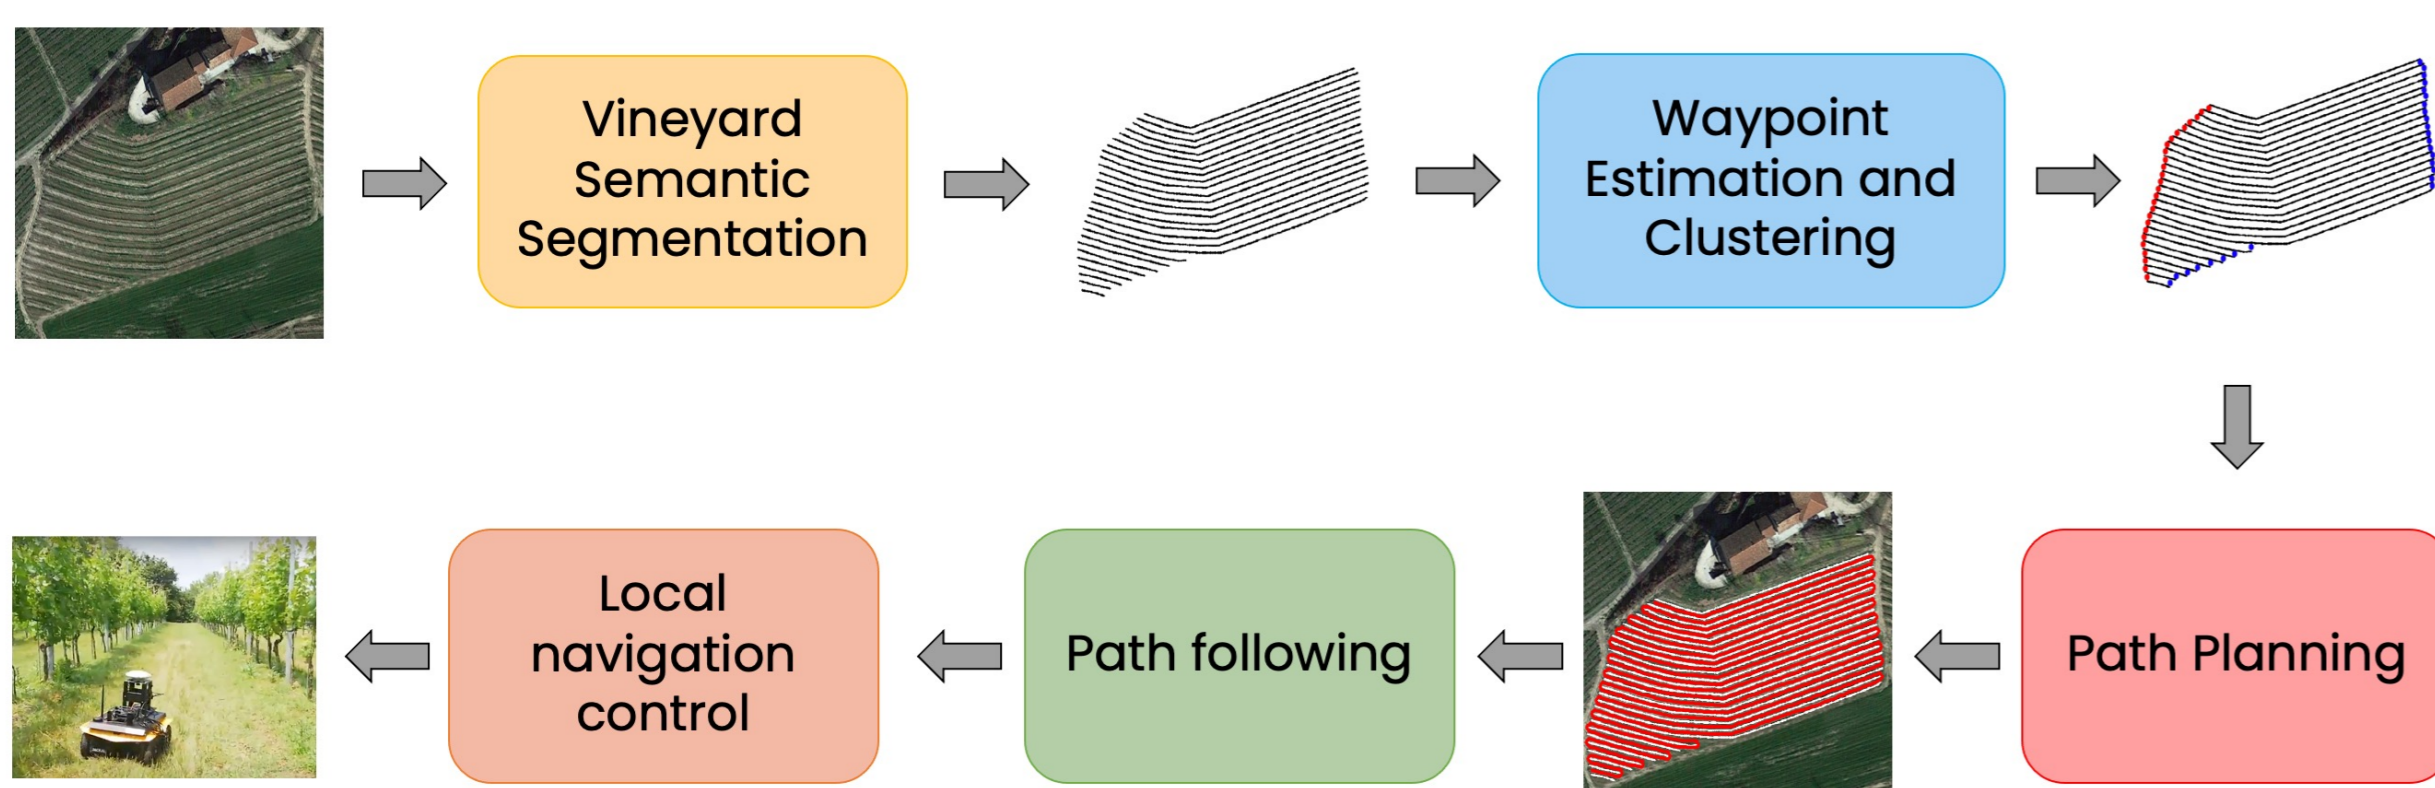 Vineyard
Semantic
Segmentation
Waypoint
Estimation and
Clustering
Local
navigation
control
Path following
Path Planning